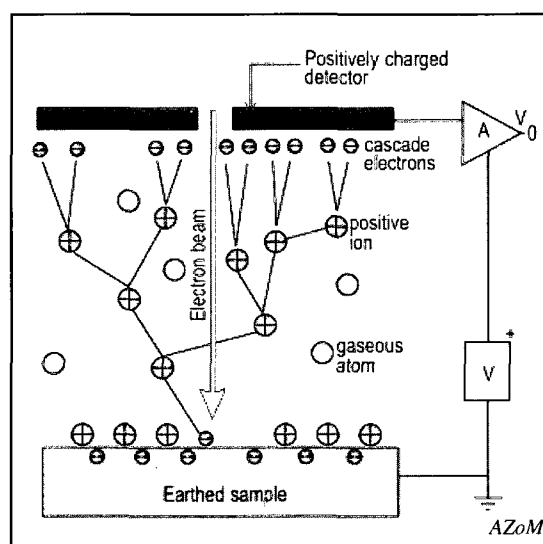 Positively charged
detector
A
V
0
cascade
electrons
positive
ion
Electron beam
gaseous
atom
+
V
Earthed sample
AZoM